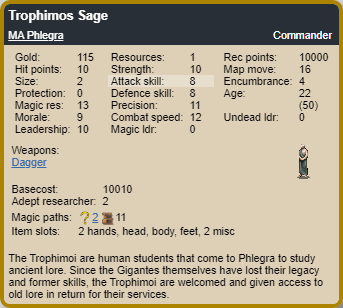 Trophimos Sage
MA Phlegra Commander
Gold: 115 Resources: 1 Rec points: 10000
Hit points: 10 Strength: 10 Map move: 16
Size: 2 Attack skill: 8 Encumbrance: 4
Protection: 0 Defence skill: 8 Age: 22
Magic res: 13 Precision: 11 (50)
Morale: 9 Combat speed: 12 Undead ldr: 0
Leadership: 10 Magic ldr: 0
Weapons:
Dagger
Basecost: 10010
Adept researcher: 2
Magic paths: ? 2 11
Item slots: 2 hands, head, body, feet, 2 misc
The Trophimoi are human students that come to Phlegra to study
ancient lore. Since the Gigantes themselves have lost their legacy
and former skills, the Trophimoi are welcomed and given access to
old lore in return for their services.